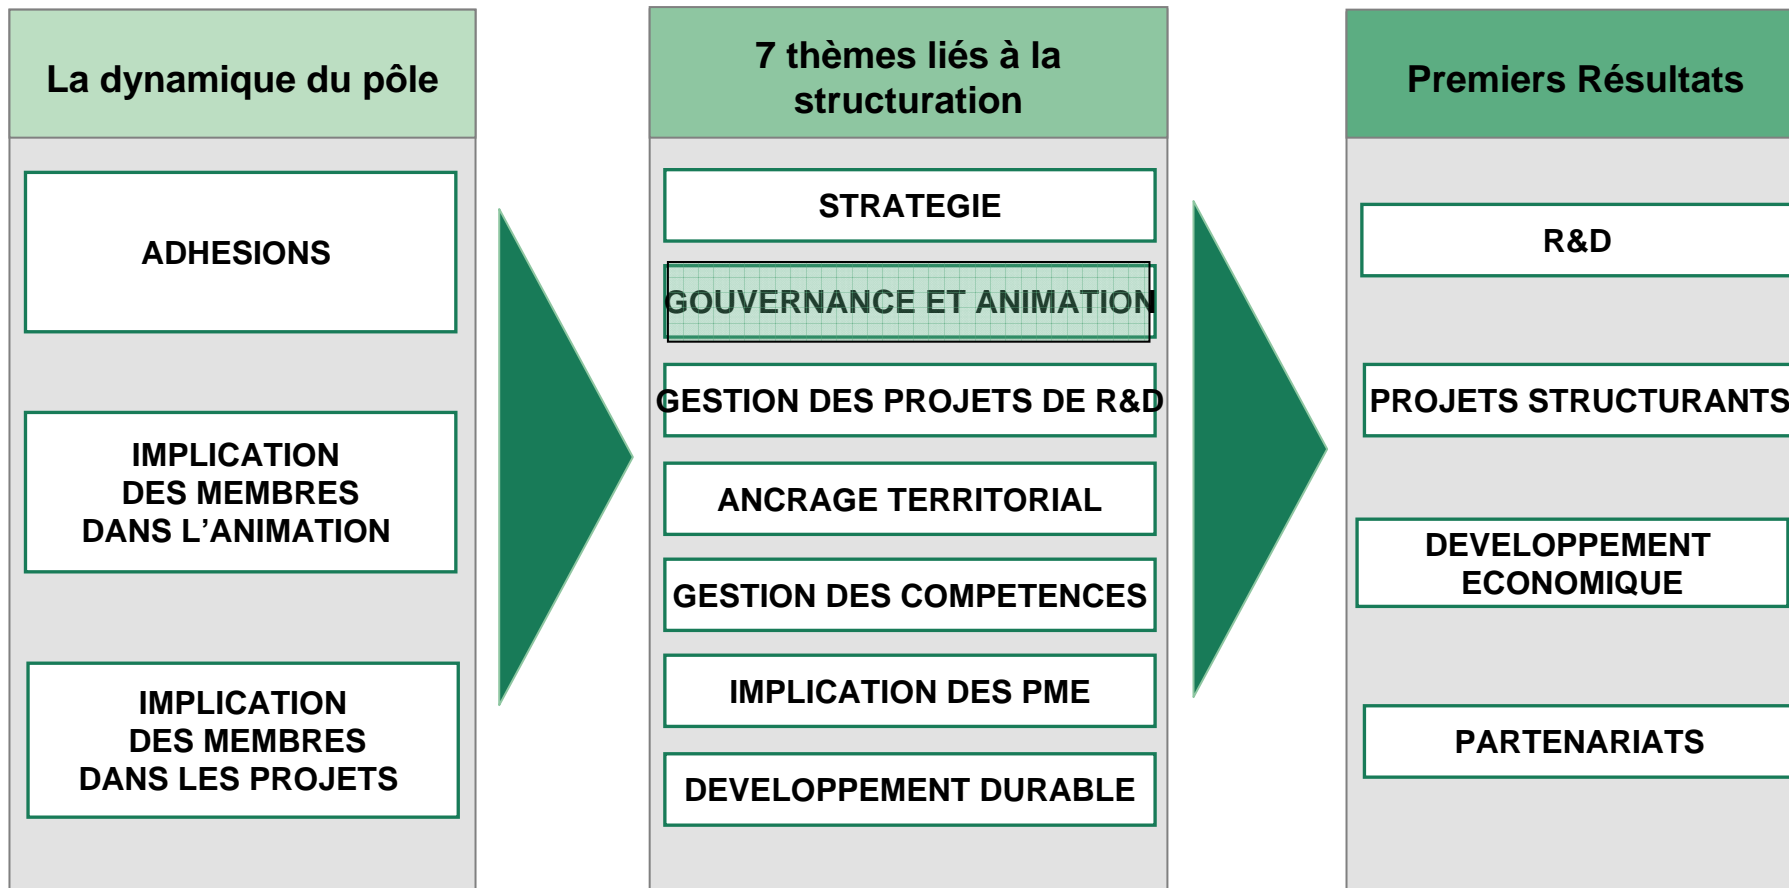 La dynamique du pôle
ADHESIONS
IMPLICATION
DES MEMBRES
DANS L’ANIMATION
IMPLICATION
DES MEMBRES
DANS LES PROJETS
7 thèmes liés à la
structuration
STRATEGIE
GOUVERNANCE ET ANIMATION
GESTION DES PROJETS DE R&D
ANCRAGE TERRITORIAL
GESTION DES COMPETENCES
IMPLICATION DES PME
DEVELOPPEMENT DURABLE
Premiers Résultats
R&D
PROJETS STRUCTURANTS
DEVELOPPEMENT
ECONOMIQUE
PARTENARIATS